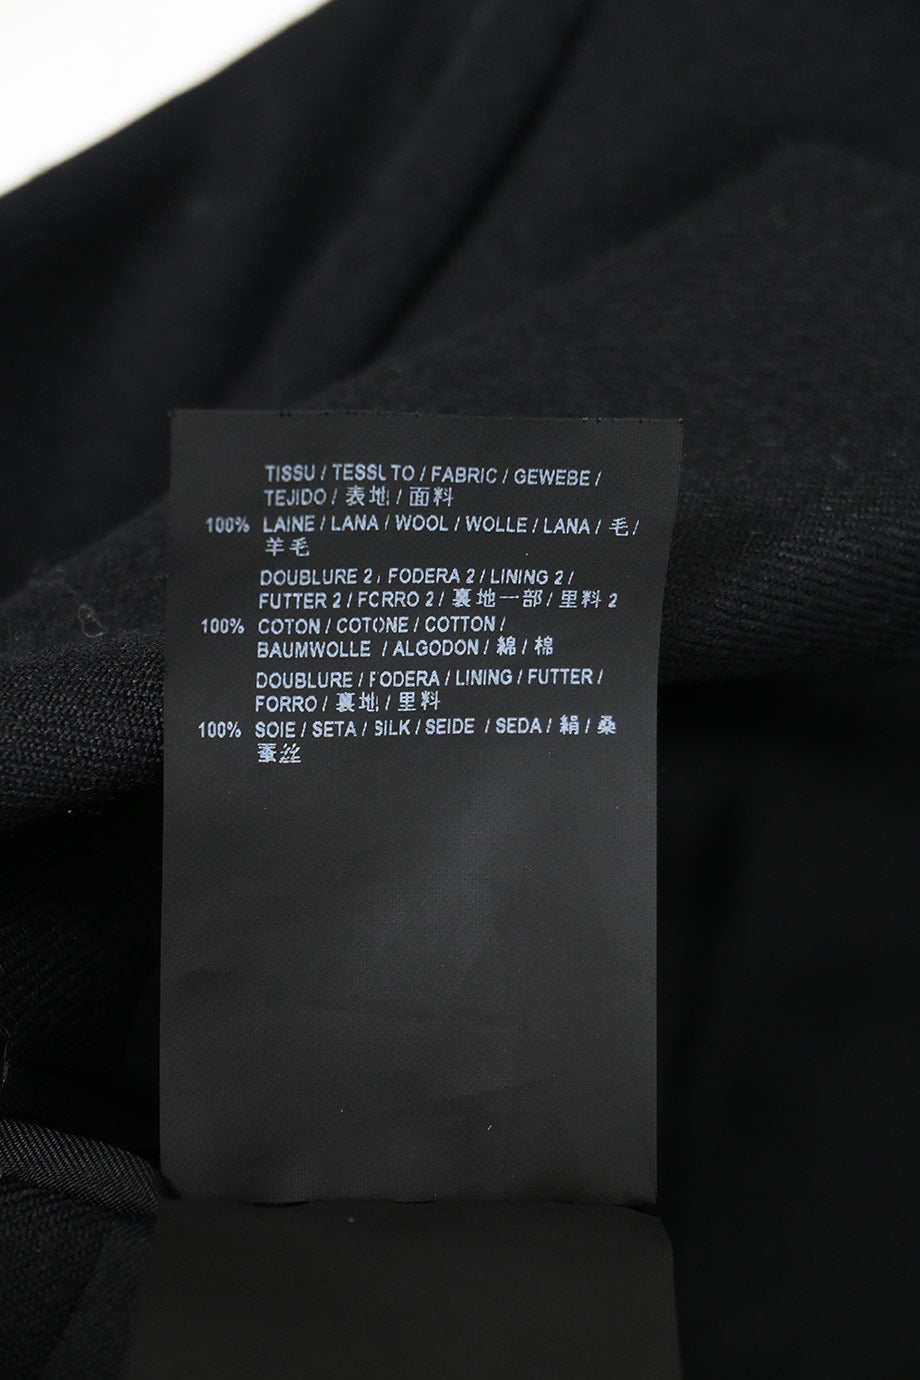 TISSU / TESSUTO / FABRIC / GEWEBE /
TEJIDO / 表地 / 面料
100% LAINE / LANA / WOOL / WOLLE / LANA / 毛 /
羊毛
DOUBLURE 2 / FODERA 2 / LINING 2 /
FUTTER 2 / FORRO 2 / 裏地一部 / 里料 2
100% COTON / COTONE / COTTON /
BAUMWOLLE / ALGODON / 綿 / 棉
DOUBLURE / FODERA / LINING / FUTTER /
FORRO / 裏地 / 里料
100% SOIE / SETA / SILK / SEIDE / SEDA / 絹 / 桑
蚕丝